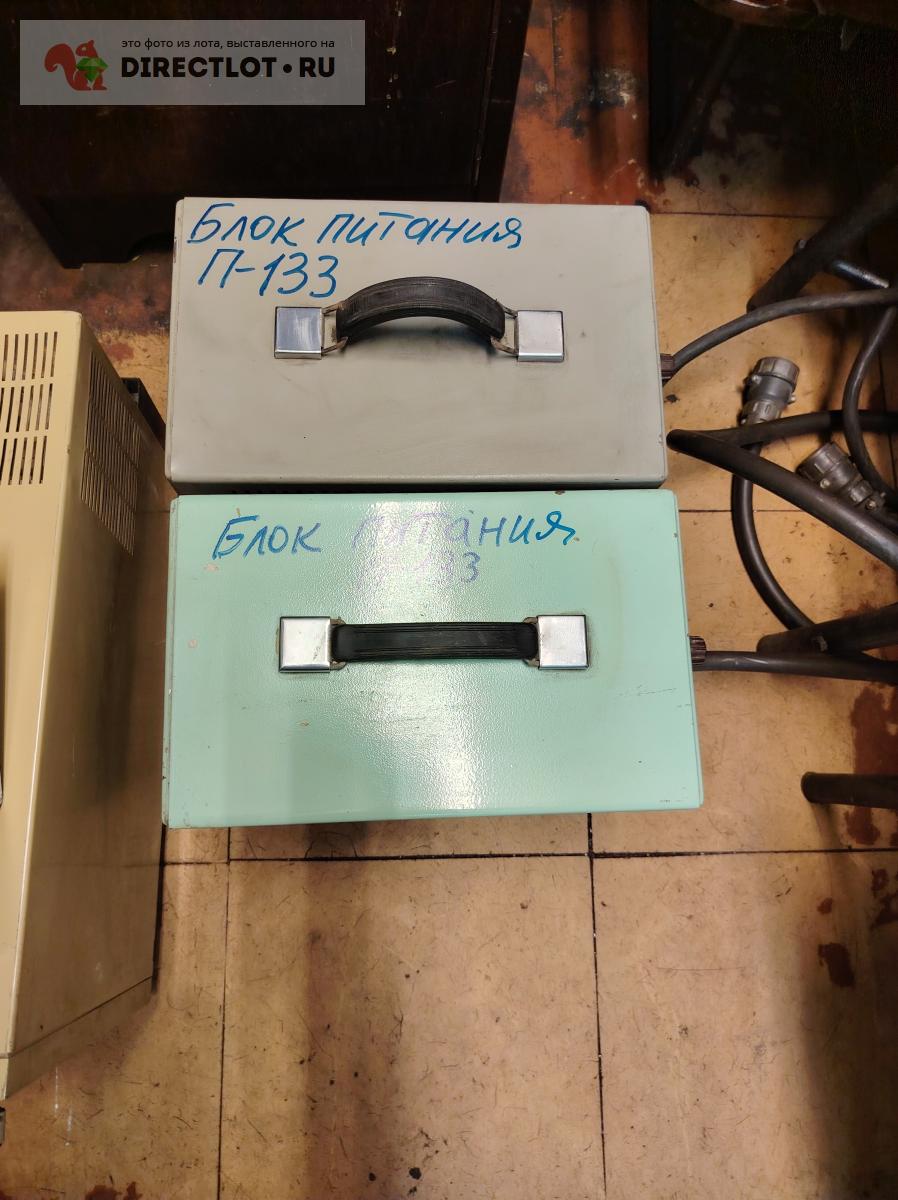 это фото из лота, выставленного на
DIRECTLOT•RU
Блок питания
П-133
Блок питания
П-133